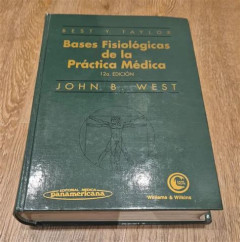 BEST Y TAYLOR
Bases Fisiológicas
de la
Práctica Médica
12a. EDICIÓN
JOHN B. WEST
EDITORIAL MEDICA
panamericana
Williams & Wilkins